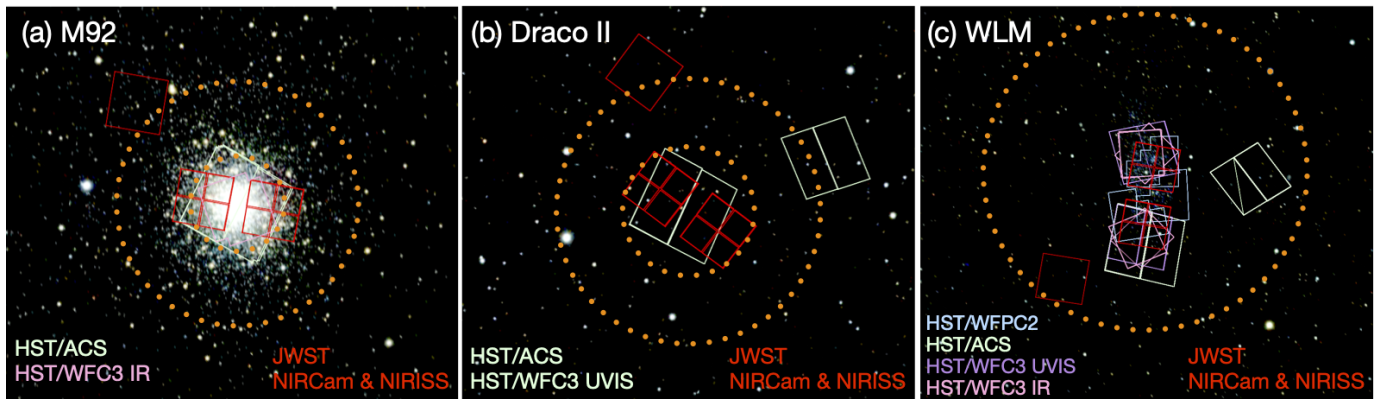 (a) M92
HST/ACS
HST/WFC3 IR
JWST
NIRCam & NIRISS
(b) Draco II
HST/ACS
HST/WFC3 UVIS
JWST
NIRCam & NIRISS
(c) WLM
HST/WFPC2
HST/ACS
HST/WFC3 UVIS
HST/WFC3 IR
JWST
NIRCam & NIRISS